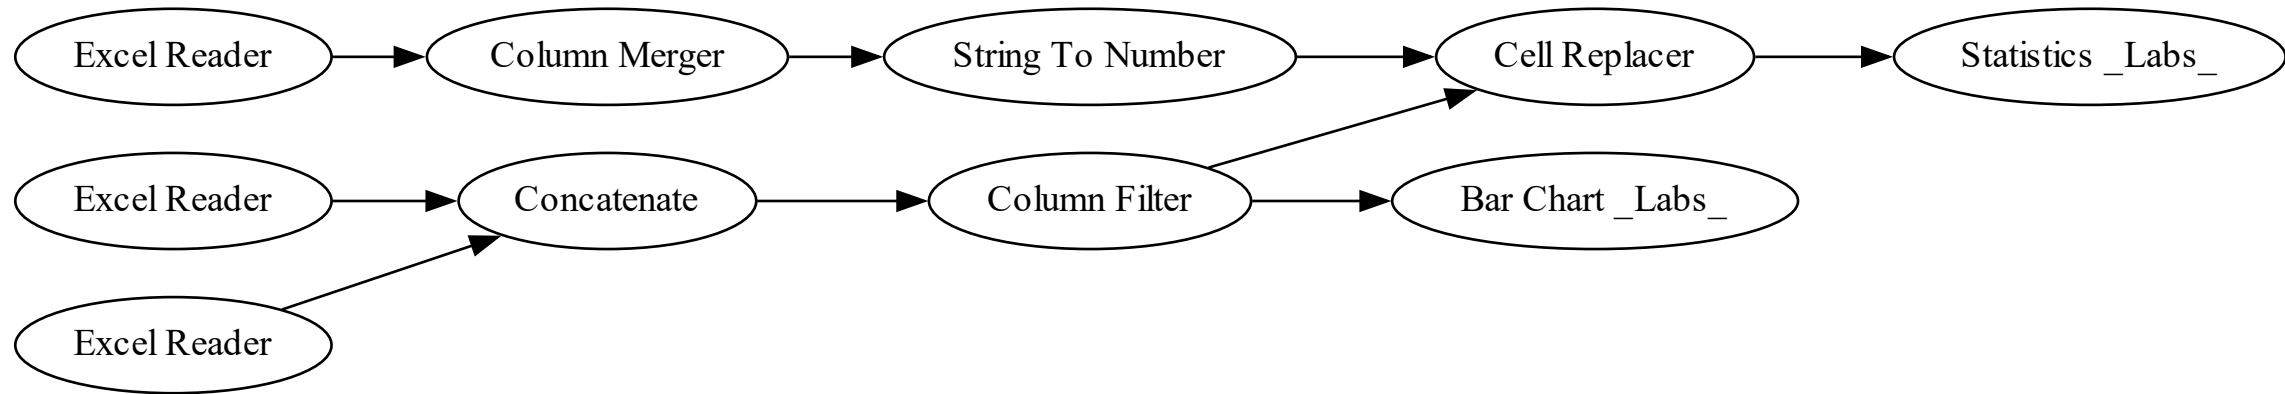 Excel Reader
Column Merger
String To Number
Cell Replacer
Statistics _Labs_
Excel Reader
Concatenate
Column Filter
Bar Chart _Labs_
Excel Reader